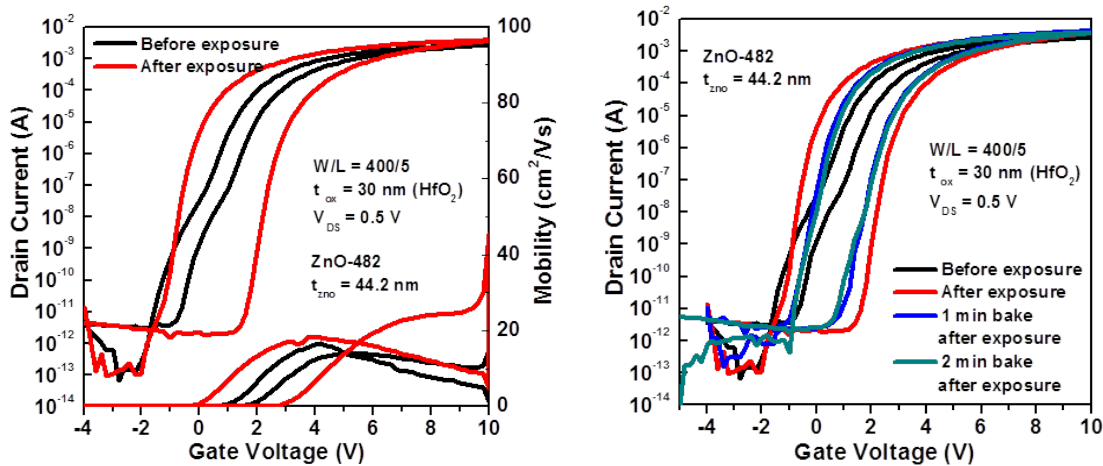 10⁻²
10⁻³
10⁻⁴
10⁻⁵
10⁻⁶
10⁻⁷
10⁻⁸
10⁻⁹
10⁻¹⁰
10⁻¹¹
10⁻¹²
10⁻¹³
10⁻¹⁴
Drain Current (A)
Before exposure
After exposure
W/L = 400/5
t_ox = 30 nm (HfO₂)
V_DS = 0.5 V
ZnO-482
t_zno = 44.2 nm
100
80
60
40
20
0
Mobility (cm²/Vs)
-4 -2 0 2 4 6 8 10
Gate Voltage (V)
10⁻²
10⁻³
10⁻⁴
10⁻⁵
10⁻⁶
10⁻⁷
10⁻⁸
10⁻⁹
10⁻¹⁰
10⁻¹¹
10⁻¹²
10⁻¹³
10⁻¹⁴
Drain Current (A)
ZnO-482
t_zno = 44.2 nm
W/L = 400/5
t_ox = 30 nm (HfO₂)
V_DS = 0.5 V
Before exposure
After exposure
1 min bake
after exposure
2 min bake
after exposure
-4 -2 0 2 4 6 8 10
Gate Voltage (V)